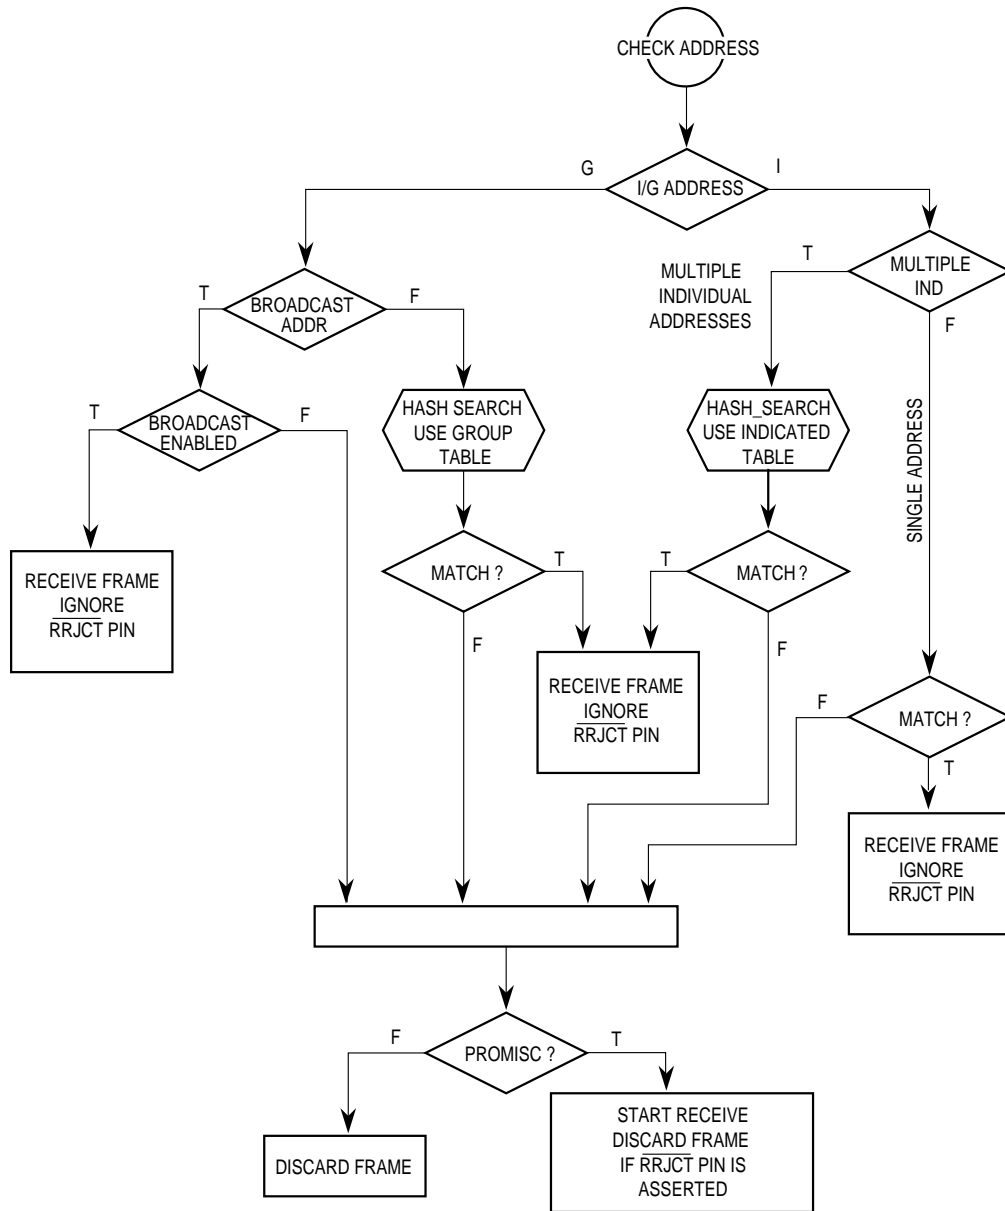 CHECK ADDRESS
G
I
I/G ADDRESS
T
F
BROADCAST
ADDR
MULTIPLE
INDIVIDUAL
ADDRESSES
T
MULTIPLE
IND
F
T
BROADCAST
ENABLED
F
HASH SEARCH
USE GROUP
TABLE
HASH_SEARCH
USE INDICATED
TABLE
SINGLE ADDRESS
RECEIVE FRAME
IGNORE
RRJCT PIN
MATCH ?
T
F
T
MATCH ?
F
RECEIVE FRAME
IGNORE
RRJCT PIN
F
MATCH ?
T
RECEIVE FRAME
IGNORE
RRJCT PIN
F
PROMISC ?
T
DISCARD FRAME
START RECEIVE
DISCARD FRAME
IF RRJCT PIN IS
ASSERTED